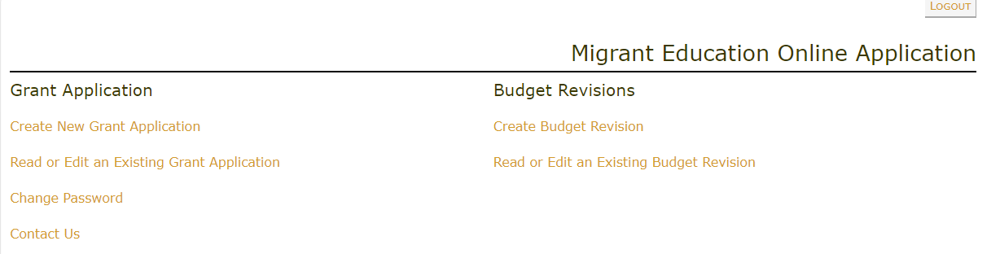 LOGOUT
Migrant Education Online Application
Grant Application
Create New Grant Application
Read or Edit an Existing Grant Application
Change Password
Contact Us
Budget Revisions
Create Budget Revision
Read or Edit an Existing Budget Revision